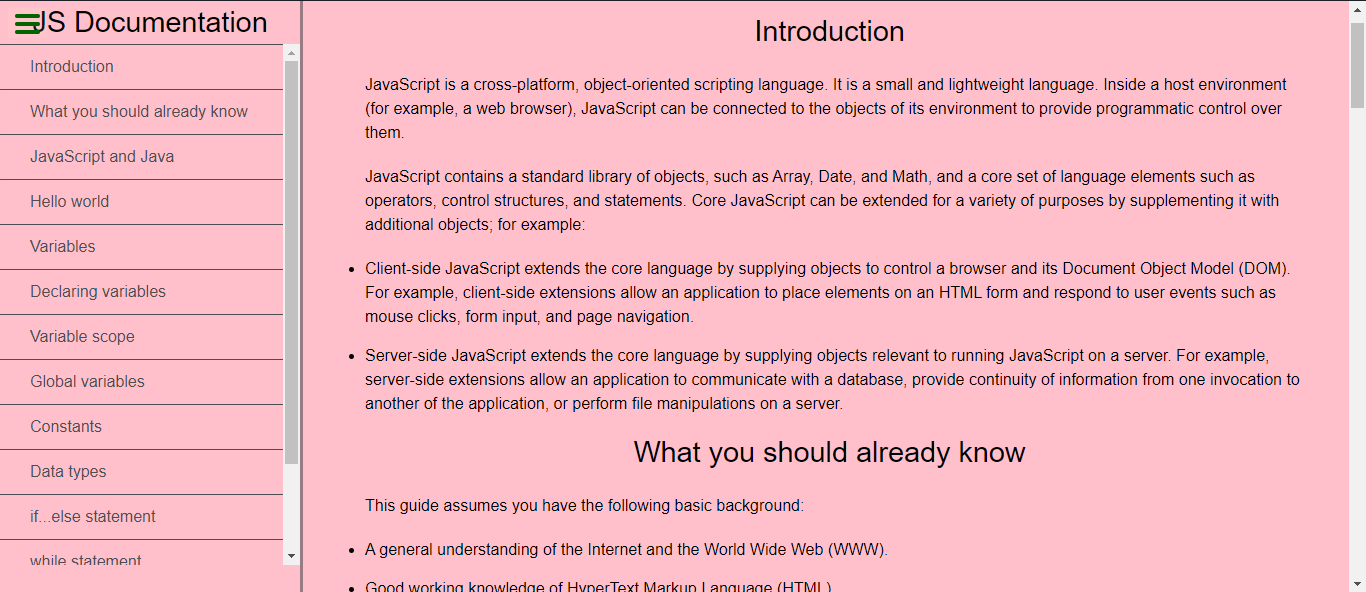 JS Documentation
Introduction
What you should already know
JavaScript and Java
Hello world
Variables
Declaring variables
Variable scope
Global variables
Constants
Data types
if...else statement
while statement
Introduction
JavaScript is a cross-platform, object-oriented scripting language. It is a small and lightweight language. Inside a host environment
(for example, a web browser), JavaScript can be connected to the objects of its environment to provide programmatic control over
them.
JavaScript contains a standard library of objects, such as Array, Date, and Math, and a core set of language elements such as
operators, control structures, and statements. Core JavaScript can be extended for a variety of purposes by supplementing it with
additional objects; for example:
• Client-side JavaScript extends the core language by supplying objects to control a browser and its Document Object Model (DOM).
For example, client-side extensions allow an application to place elements on an HTML form and respond to user events such as
mouse clicks, form input, and page navigation.
• Server-side JavaScript extends the core language by supplying objects relevant to running JavaScript on a server. For example,
server-side extensions allow an application to communicate with a database, provide continuity of information from one invocation to
another of the application, or perform file manipulations on a server.
What you should already know
This guide assumes you have the following basic background:
• A general understanding of the Internet and the World Wide Web (WWW).
• Good working knowledge of HyperText Markup Language (HTML).